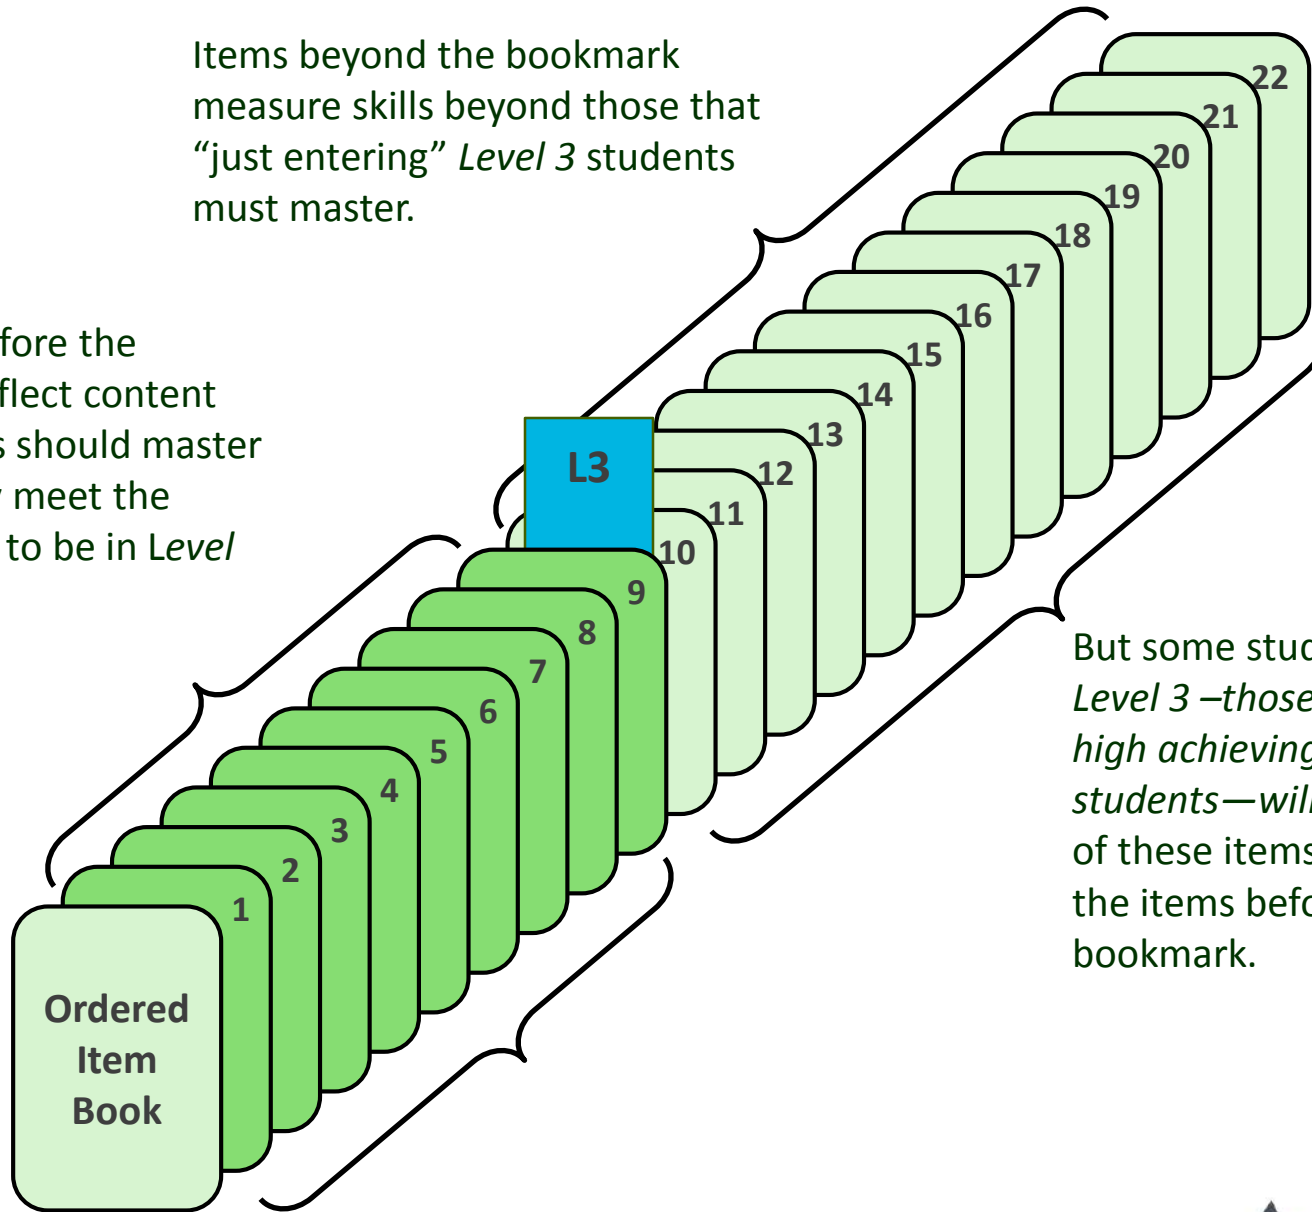 Items beyond the bookmark
measure skills beyond those that
“just entering” Level 3 students
must master.
fore the
flect content
s should master
meet the
to be in Level
But some stud
Level 3 –those
high achieving
students—will
of these items
the items befo
bookmark.
L3
22
21
20
19
18
17
16
15
14
13
12
11
10
9
8
7
6
5
4
3
2
1
Ordered
Item
Book